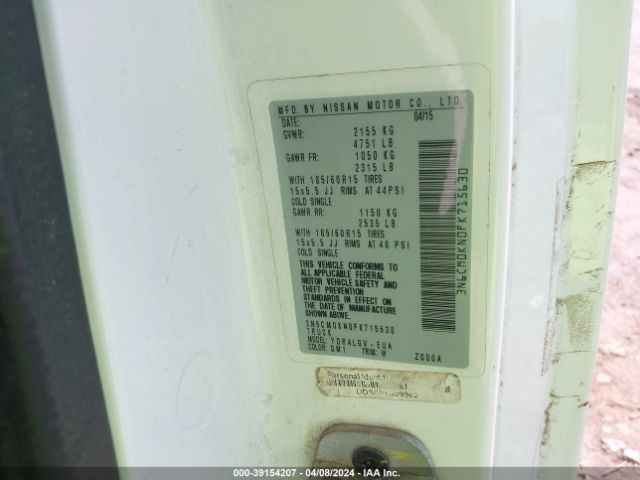 MFD. BY NISSAN MOTOR CO., LTD.
DATE: 04/15
GVWR: 2155 KG
4751 LB
GAWR FR: 1050 KG
2315 LB
WITH 185/60R15 TIRES
15x5.5 JJ RIMS AT 44PSI
COLD SINGLE
GAWR RR: 1150 KG
2535 LB
WITH 185/60R15 TIRES
15x5.5 JJ RIMS AT 48 PSI
COLD SINGLE
THIS VEHICLE CONFORMS TO
ALL APPLICABLE FEDERAL
MOTOR VEHICLE SAFETY AND
STANDARDS IN EFFECT ON
THE DATE OF MANUFACTURE
SHOWN ABOVE.
3N6CM0KN0FK715630
TRUCK
MODEL: YDRALGV-EUA
COLOR: QM1 TRIM: W ZS00A
3N6CM0KN0FK715630
Personal Identi
000-39154207 - 04/08/2024 - IAA Inc.